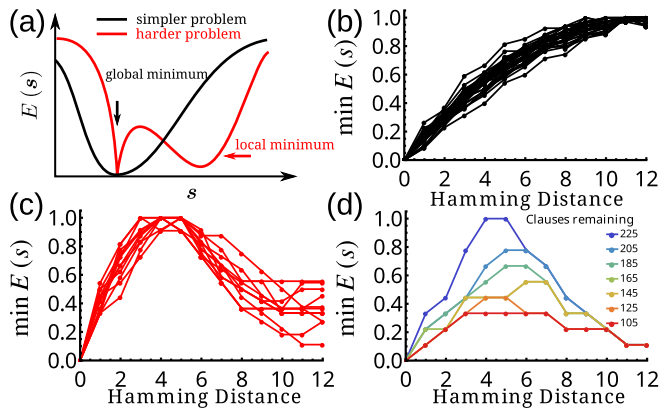 (a)
simpler problem
harder problem
global minimum
local minimum
E (s)
s
(b)
min E (s)
1.0
0.8
0.6
0.4
0.2
0.0
0 2 4 6 8 10 12
Hamming Distance
(c)
min E (s)
1.0
0.8
0.6
0.4
0.2
0.0
0 2 4 6 8 10 12
Hamming Distance
(d)
Clauses remaining
225
205
185
165
145
125
105
min E (s)
1.0
0.8
0.6
0.4
0.2
0.0
0 2 4 6 8 10 12
Hamming Distance